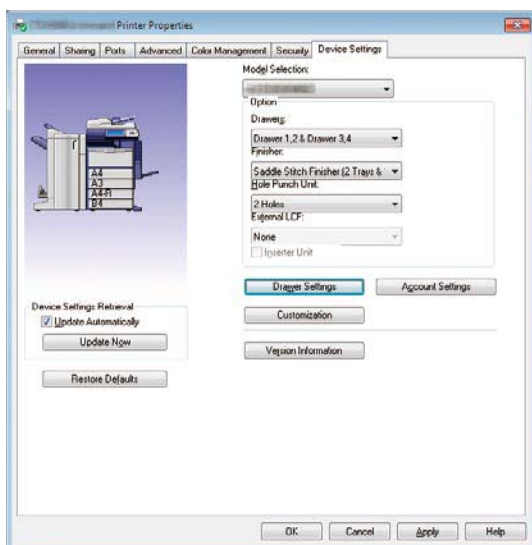 Printer Properties
General Sharing Ports Advanced Color Management Security Device Settings
Model Selection:
Option
Drawers:
Drawer 1,2 & Drawer 3,4
Finisher:
Saddle Stitch Finisher (2 Trays &
Hole Punch Unit:
2 Holes
External LCF:
None
Inserter Unit
A4
A3
A4-R
B4
Drawer Settings Account Settings
Device Settings Retrieval
Update Automatically
Customization
Update Now
Version Information
Restore Defaults
OK Cancel Apply Help